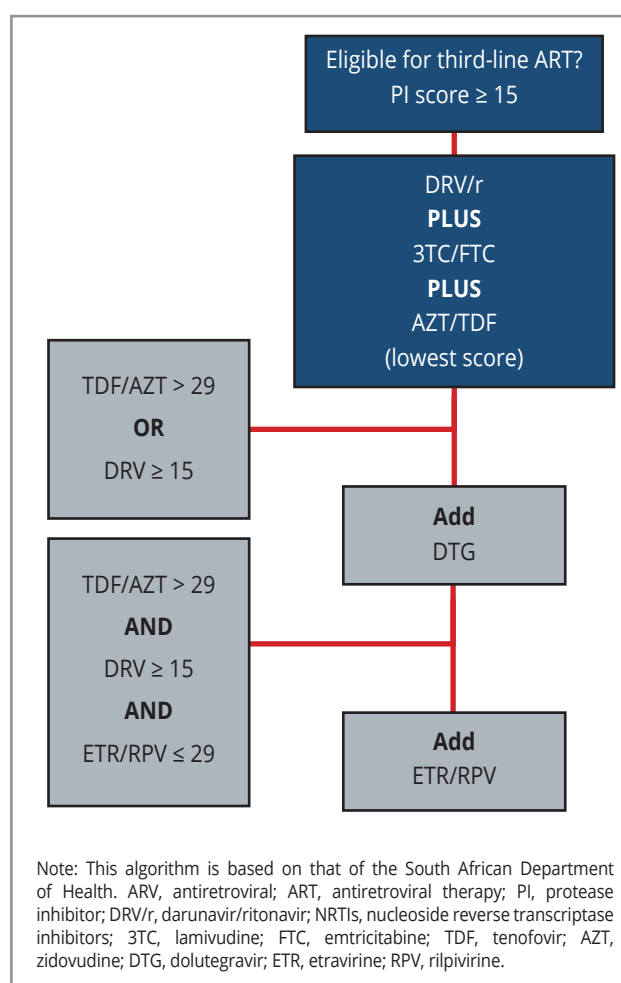 Eligible for third-line ART?
PI score ≥ 15
DRV/r
PLUS
3TC/FTC
PLUS
AZT/TDF
(lowest score)
TDF/AZT > 29
OR
DRV ≥ 15
Add
DTG
TDF/AZT > 29
AND
DRV ≥ 15
AND
ETR/RPV ≤ 29
Add
ETR/RPV
Note: This algorithm is based on that of the South African Department
of Health. ARV, antiretroviral; ART, antiretroviral therapy; PI, protease
inhibitor; DRV/r, darunavir/ritonavir; NRTIs, nucleoside reverse transcriptase
inhibitors; 3TC, lamivudine; FTC, emtricitabine; TDF, tenofovir; AZT,
zidovudine; DTG, dolutegravir; ETR, etravirine; RPV, rilpivirine.